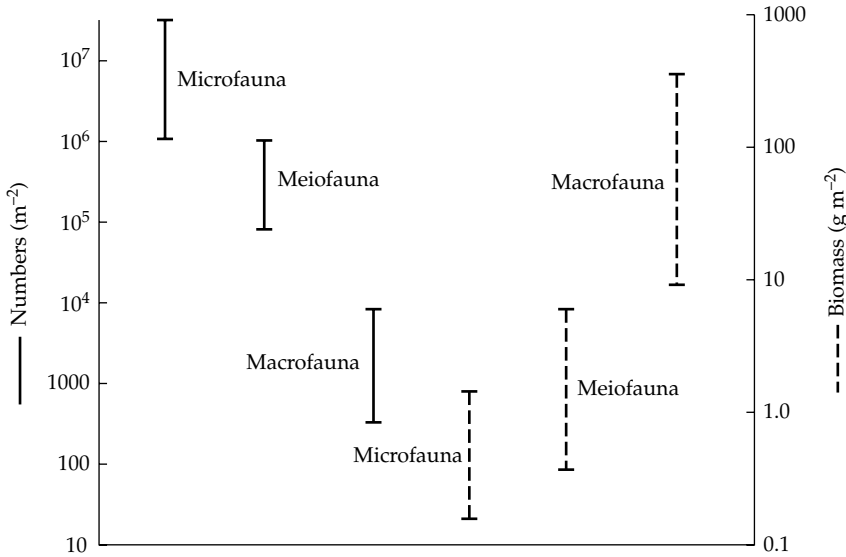 Numbers (m⁻²)
10⁷
10⁶
10⁵
10⁴
1000
100
10
Microfauna
Meiofauna
Macrofauna
Microfauna
Meiofauna
Macrofauna
1000
100
10
1.0
0.1
Biomass (g m⁻²)